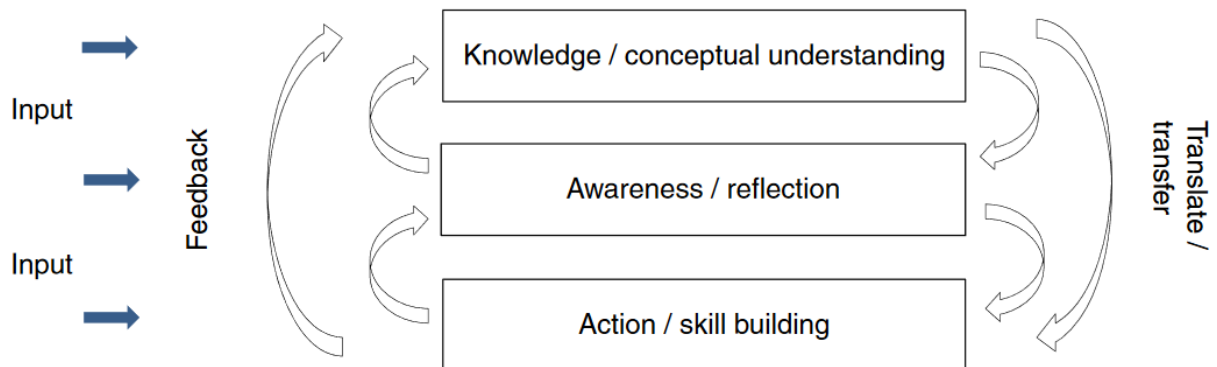 Knowledge / conceptual understanding
Input
Feedback
Awareness / reflection
Translate /
transfer
Input
Action / skill building